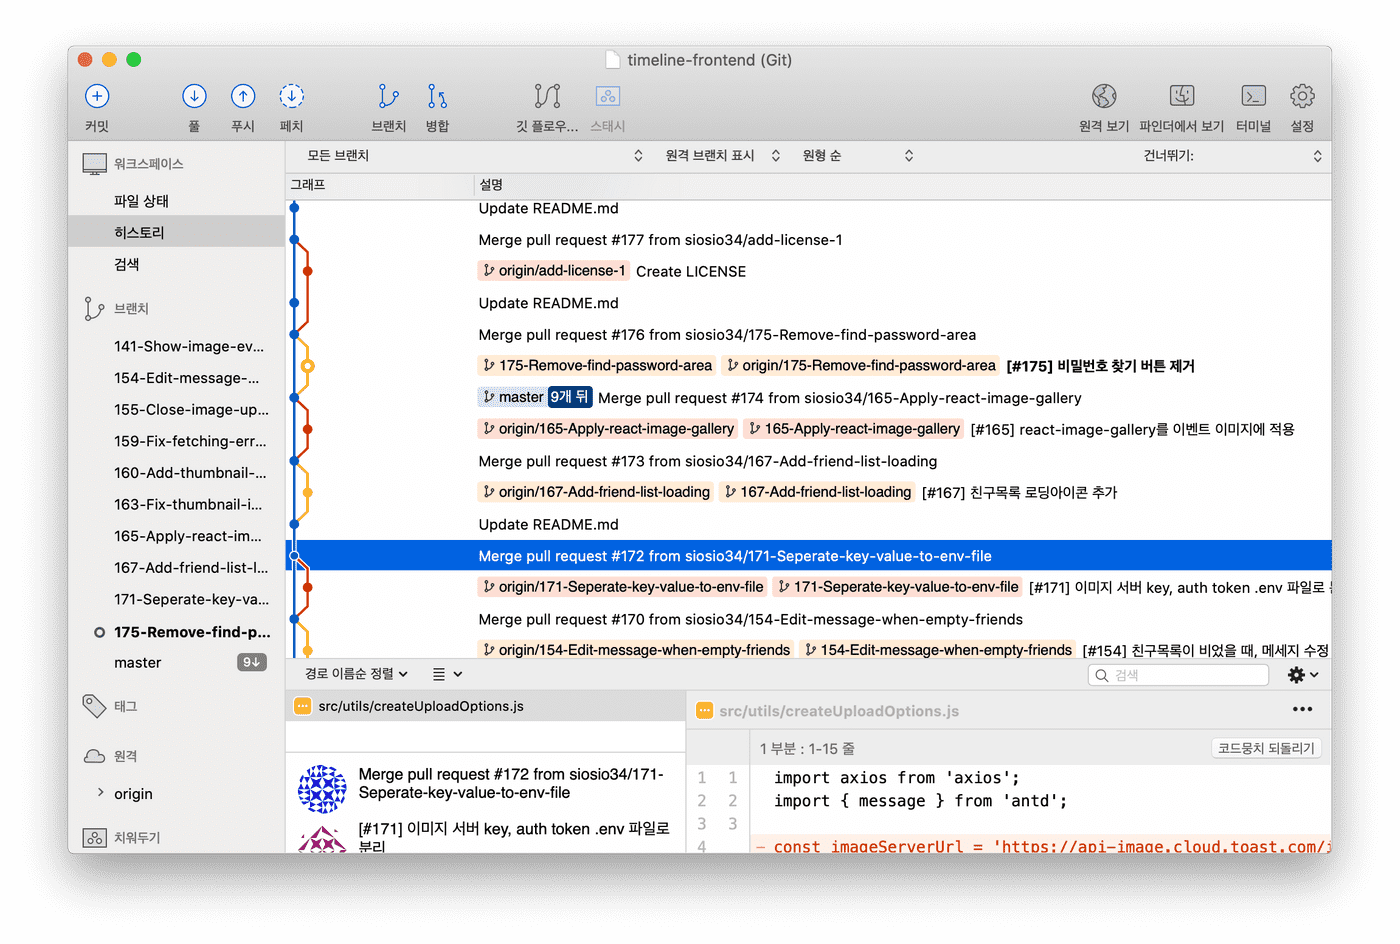 timeline-frontend (Git)
커밋
풀
푸시
페치
브랜치
병합
깃 플로우...
스태시
원격 보기
파인더에서 보기
터미널
설정
워크스페이스
파일 상태
히스토리
검색
브랜치
141-Show-image-ev...
154-Edit-message-...
155-Close-image-up...
159-Fix-fetching-err...
160-Add-thumbnail-...
163-Fix-thumbnail-i...
165-Apply-react-im...
167-Add-friend-list-l...
171-Seperate-key-va...
175-Remove-find-p...
master 9↓
태그
원격
origin
치워두기
모든 브랜치 원격 브랜치 표시 원형 순 건너뛰기:
그래프 설명
Update README.md
Merge pull request #177 from siosio34/add-license-1
origin/add-license-1 Create LICENSE
Update README.md
Merge pull request #176 from siosio34/175-Remove-find-password-area
175-Remove-find-password-area origin/175-Remove-find-password-area [#175] 비밀번호 찾기 버튼 제거
master 9개 뒤 Merge pull request #174 from siosio34/165-Apply-react-image-gallery
origin/165-Apply-react-image-gallery 165-Apply-react-image-gallery [#165] react-image-gallery를 이벤트 이미지에 적용
Merge pull request #173 from siosio34/167-Add-friend-list-loading
origin/167-Add-friend-list-loading 167-Add-friend-list-loading [#167] 친구목록 로딩아이콘 추가
Update README.md
Merge pull request #172 from siosio34/171-Seperate-key-value-to-env-file
origin/171-Seperate-key-value-to-env-file 171-Seperate-key-value-to-env-file [#171] 이미지 서버 key, auth token .env 파일로
Merge pull request #170 from siosio34/154-Edit-message-when-empty-friends
origin/154-Edit-message-when-empty-friends 154-Edit-message-when-empty-friends [#154] 친구목록이 비었을 때, 메세지 수정
경로 이름순 정렬
검색
src/utils/createUploadOptions.js
Merge pull request #172 from siosio34/171-
Seperate-key-value-to-env-file
[#171] 이미지 서버 key, auth token .env 파일로
분리
src/utils/createUploadOptions.js
1 부분 : 1-15 줄 코드뭉치 되돌리기
1 1 import axios from 'axios';
2 2 import { message } from 'antd';
3 3
4 - const imageServerUrl = 'https://api-image.cloud.toast.com/i